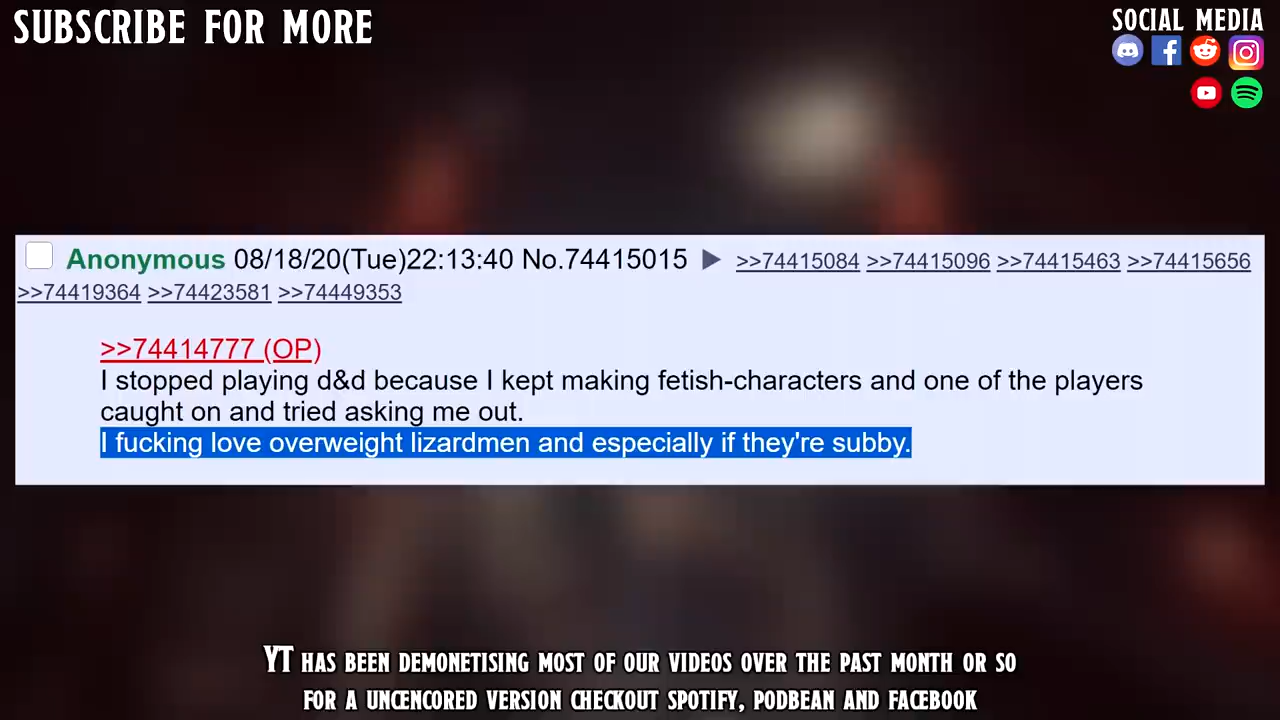 SUBSCRIBE FOR MORE
SOCIAL MEDIA
Anonymous 08/18/20(Tue)22:13:40 No.74415015 ▶ >>74415084 >>74415096 >>74415463 >>74415656
>>74419364 >>74423581 >>74449353
>>74414777 (OP)
I stopped playing d&d because I kept making fetish-characters and one of the players
caught on and tried asking me out.
I fucking love overweight lizardmen and especially if they're subby.
YT HAS BEEN DEMONETISING MOST OF OUR VIDEOS OVER THE PAST MONTH OR SO
FOR A UNCENCORED VERSION CHECKOUT SPOTIFY, PODBEAN AND FACEBOOK